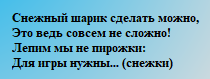 Снежный шарик сделать можно,
Это ведь совсем не сложно!
Лепим мы не пирожки:
Для игры нужны... (снежки)